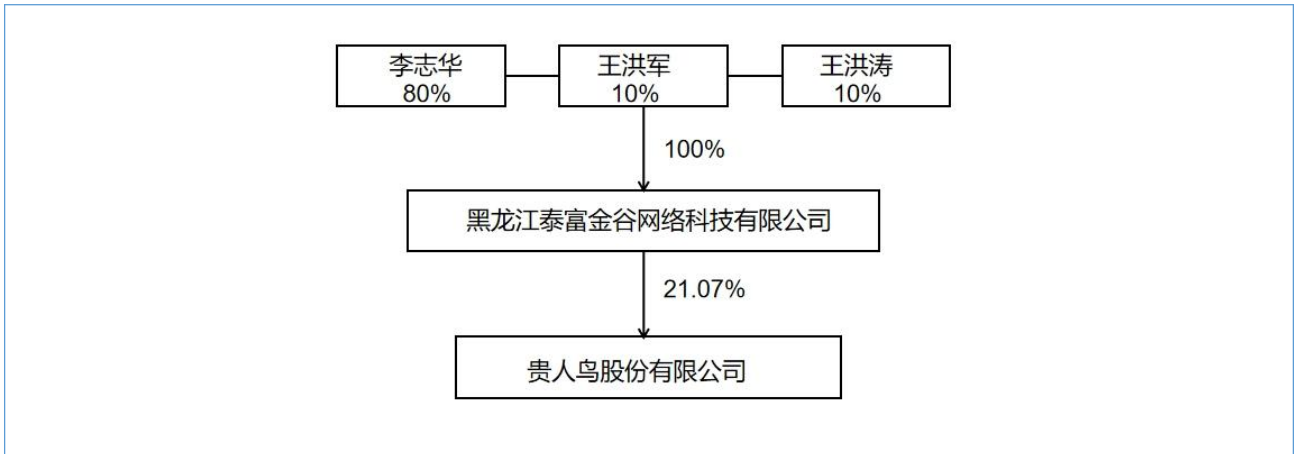 李志华
80%
王洪军
10%
王洪涛
10%
100%
黑龙江泰富金谷网络科技有限公司
21.07%
贵人鸟股份有限公司